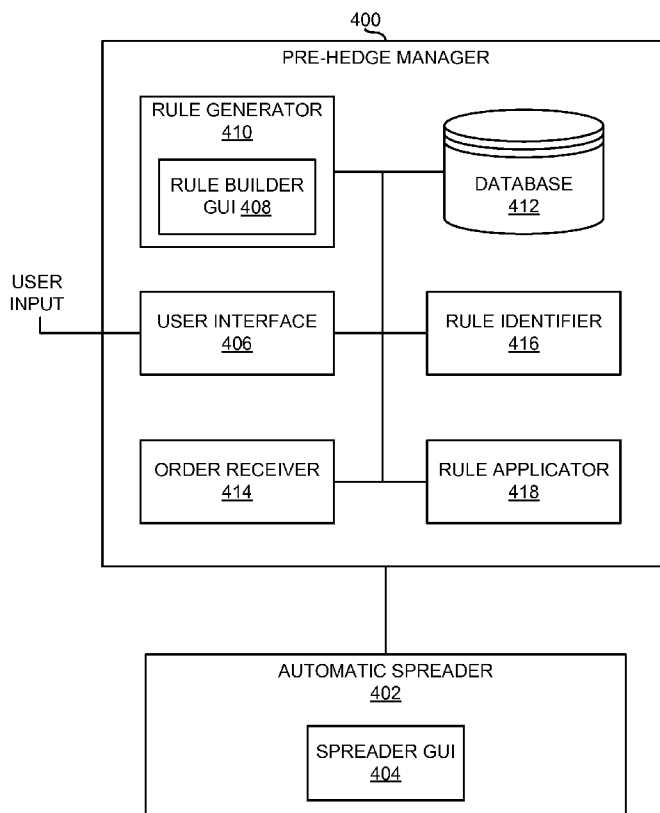 400
PRE-HEDGE MANAGER
RULE GENERATOR
410
RULE BUILDER
GUI 408
DATABASE
412
USER
INPUT
USER INTERFACE
406
RULE IDENTIFIER
416
ORDER RECEIVER
414
RULE APPLICATOR
418
AUTOMATIC SPREADER
402
SPREADER GUI
404